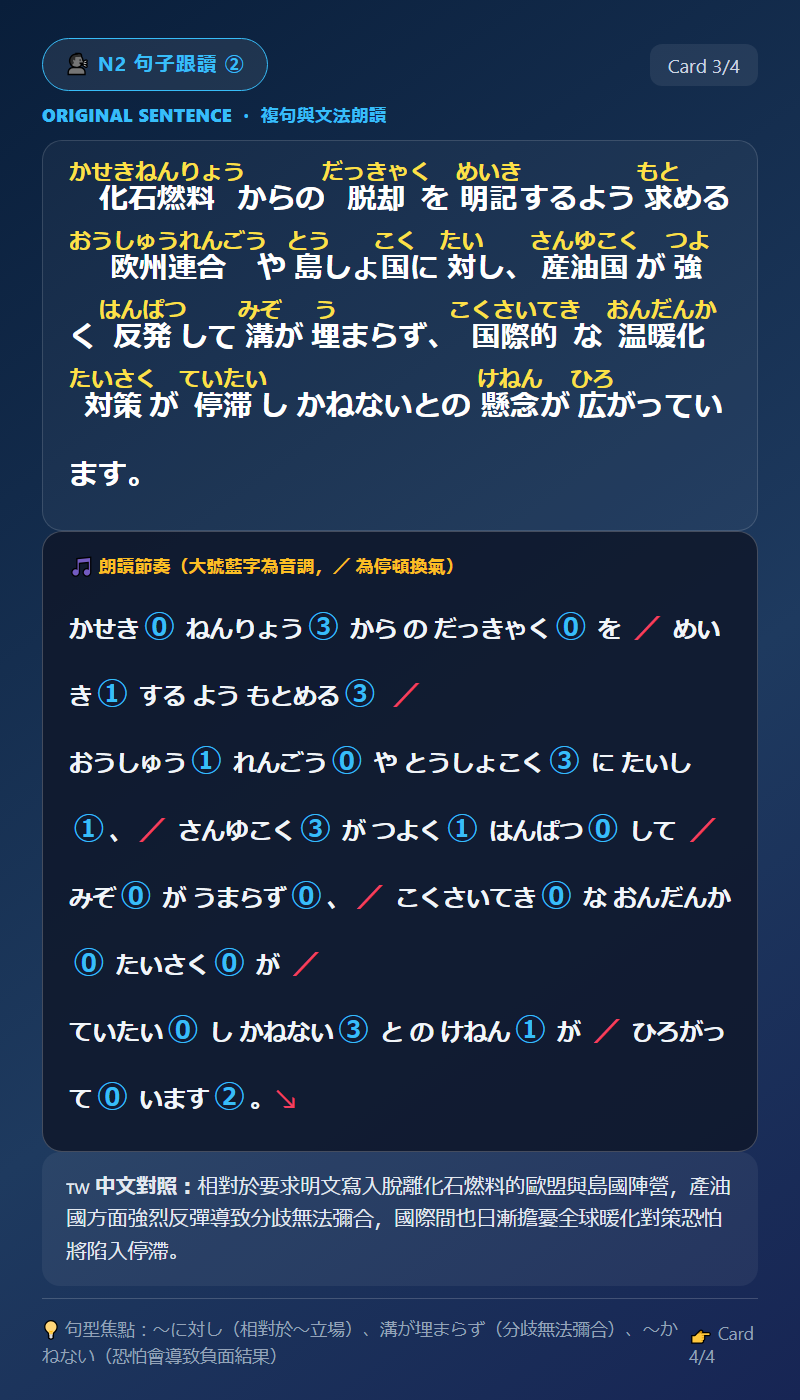 🗣 N2 句子跟讀 ②
Card 3/4
ORIGINAL SENTENCE · 複句與文法朗讀
かせきねんりょう だっきゃく めいき もと
化石燃料 からの 脱却 を 明記するよう 求める
おうしゅうれんごう とう こく たい さんゆこく つよ
欧州連合 や 島しょ国に 対し、 産油国 が 強
はんぱつ みぞ う こくさいてき おんだんか
く 反発 して 溝が 埋まらず、 国際的 な 温暖化
たいさく ていたい けねん ひろ
対策 が 停滞 し かねないとの 懸念が 広がってい
ます。
🎵 朗讀節奏（大號藍字為音調，／ 為停頓換氣）
かせき⓪ ねんりょう③ から の だっきゃく⓪ を ／ めい
き① する よう もとめる③ ／
おうしゅう① れんごう⓪ や とうしょこく③ に たいし
①、／ さんゆこく③ が つよく① はんぱつ⓪ して ／
みぞ⓪ が うまらず⓪、／ こくさいてき⓪ な おんだんか
⓪ たいさく⓪ が ／
ていたい⓪ し かねない③ と の けねん① が ／ ひろがっ
て⓪ います②。↘
TW 中文對照：相對於要求明文寫入脫離化石燃料的歐盟與島國陣營，產油
國方面強烈反彈導致分歧無法彌合，國際間也日漸擔憂全球暖化對策恐怕
將陷入停滯。
💡 句型焦點：～に対し（相對於～立場）、溝が埋まらず（分歧無法彌合）、～か
ねない（恐怕會導致負面結果）
👉 Card
4/4